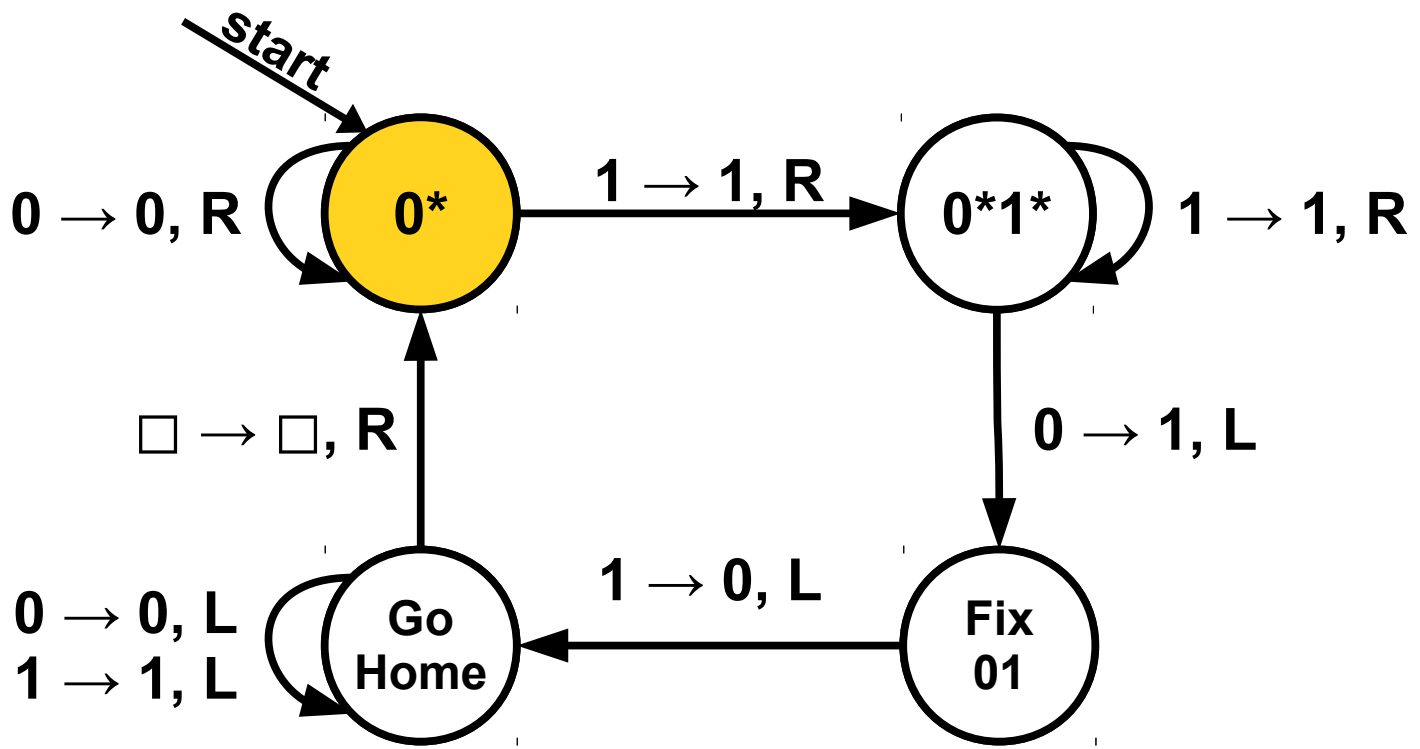 start
0 → 0, R
0*
1 → 1, R
0*1*
1 → 1, R
□ → □, R
0 → 1, L
0 → 0, L
1 → 1, L
Go
Home
1 → 0, L
Fix
01